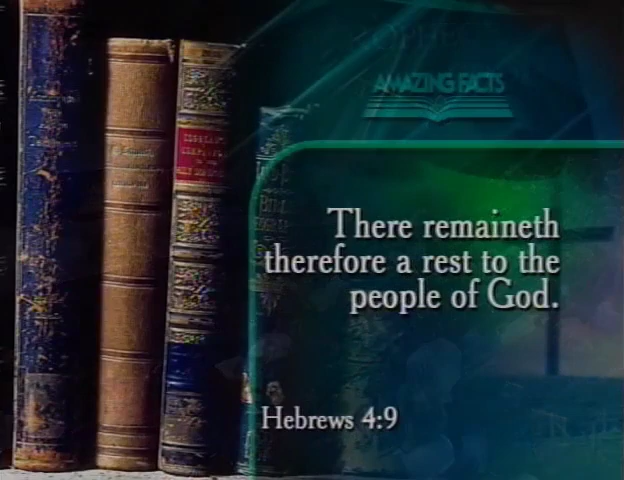 AMAZING FACTS
There remaineth
therefore a rest to the
people of God.
Hebrews 4:9